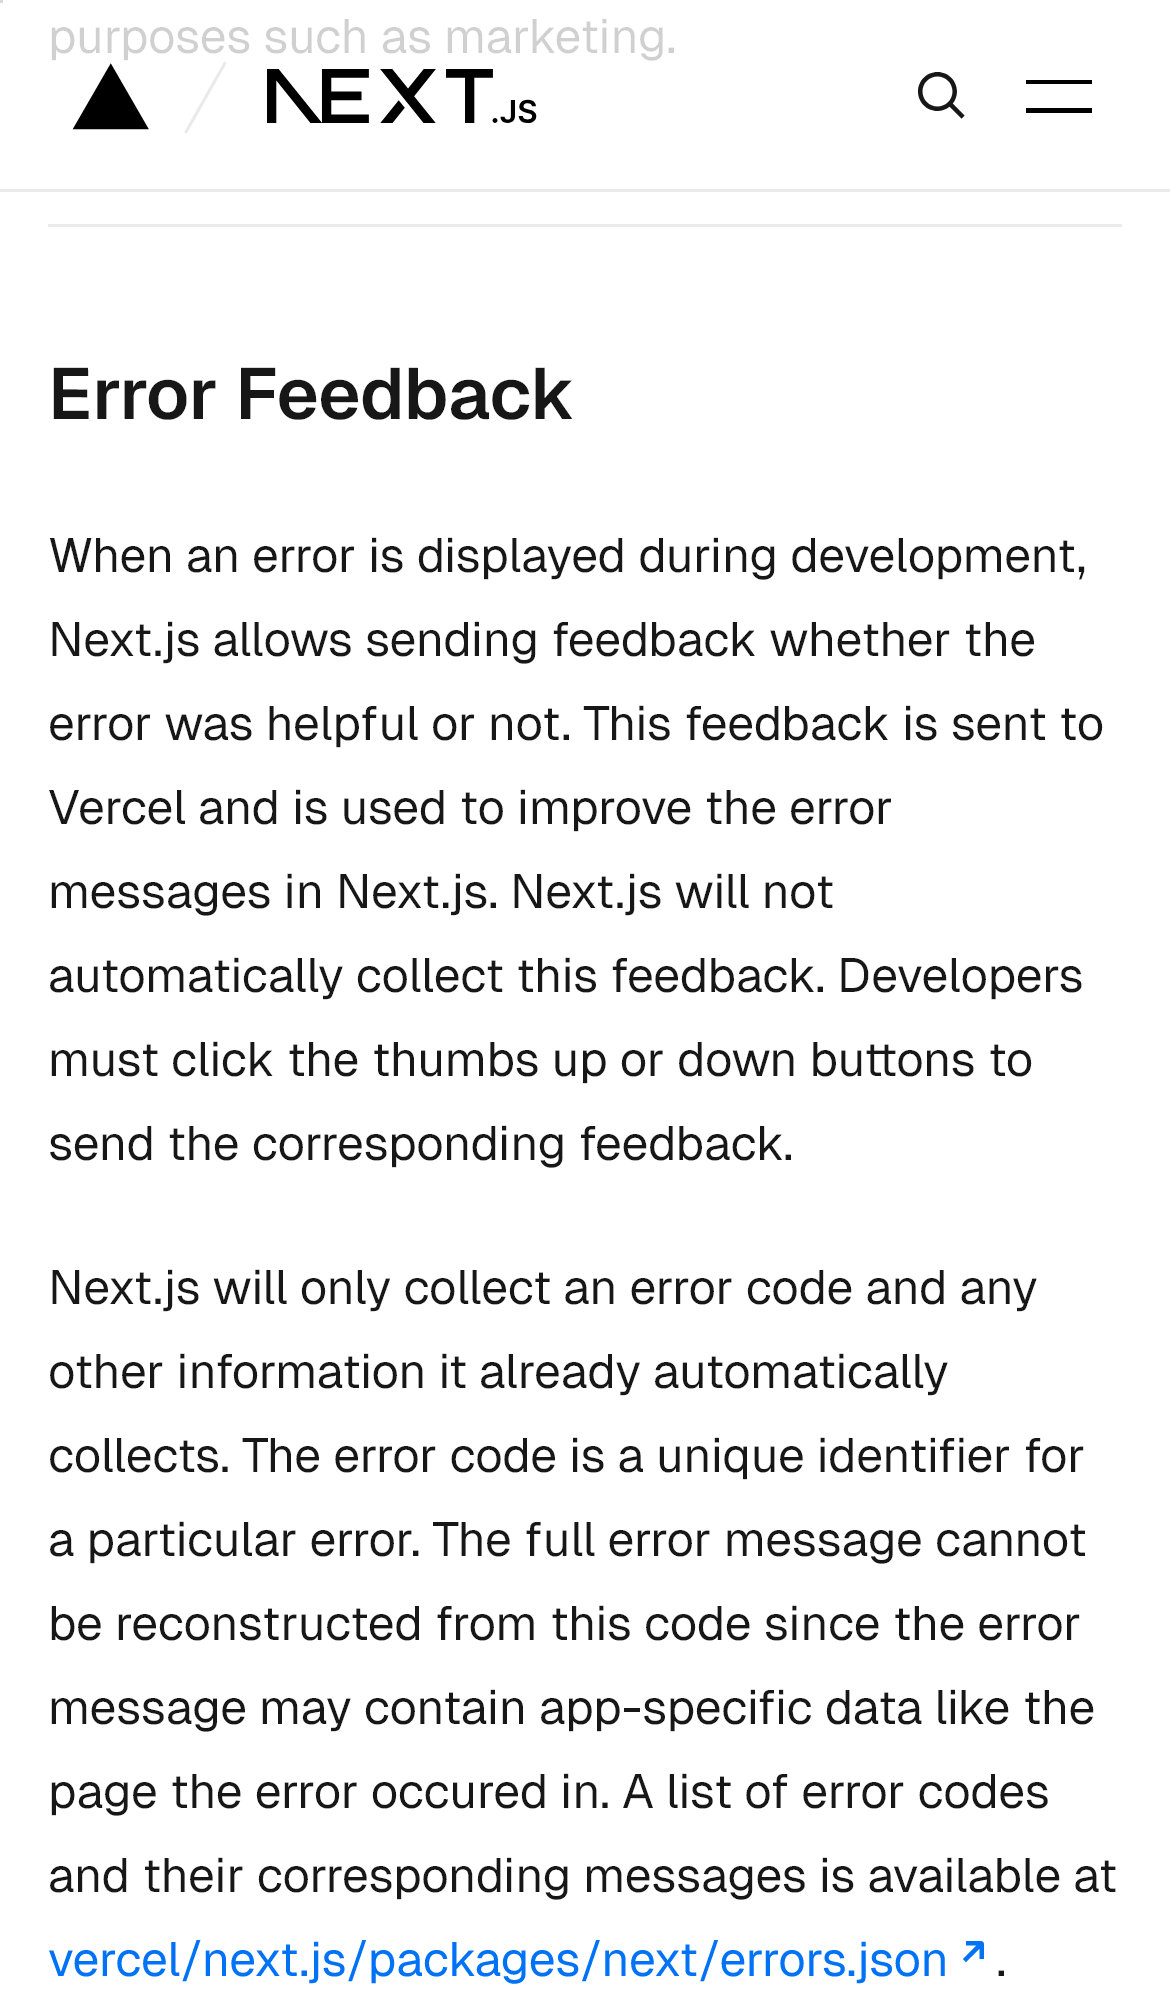 purposes such as marketing.
NEXT.JS
Error Feedback
When an error is displayed during development,
Next.js allows sending feedback whether the
error was helpful or not. This feedback is sent to
Vercel and is used to improve the error
messages in Next.js. Next.js will not
automatically collect this feedback. Developers
must click the thumbs up or down buttons to
send the corresponding feedback.
Next.js will only collect an error code and any
other information it already automatically
collects. The error code is a unique identifier for
a particular error. The full error message cannot
be reconstructed from this code since the error
message may contain app-specific data like the
page the error occured in. A list of error codes
and their corresponding messages is available at
vercel/next.js/packages/next/errors.json ↗.